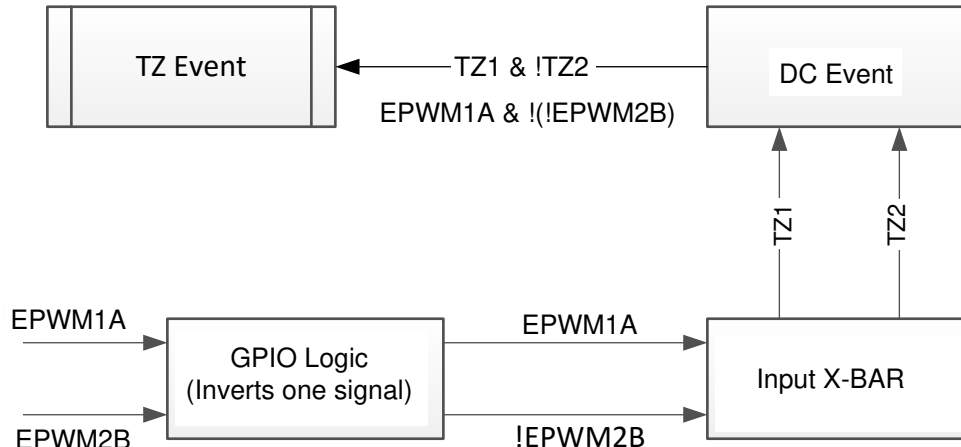 TZ Event
TZ1 & !TZ2
EPWM1A & !(!EPWM2B)
DC Event
TZ1
TZ2
EPWM1A
EPWM2B
GPIO Logic
(Inverts one signal)
EPWM1A
!EPWM2B
Input X-BAR